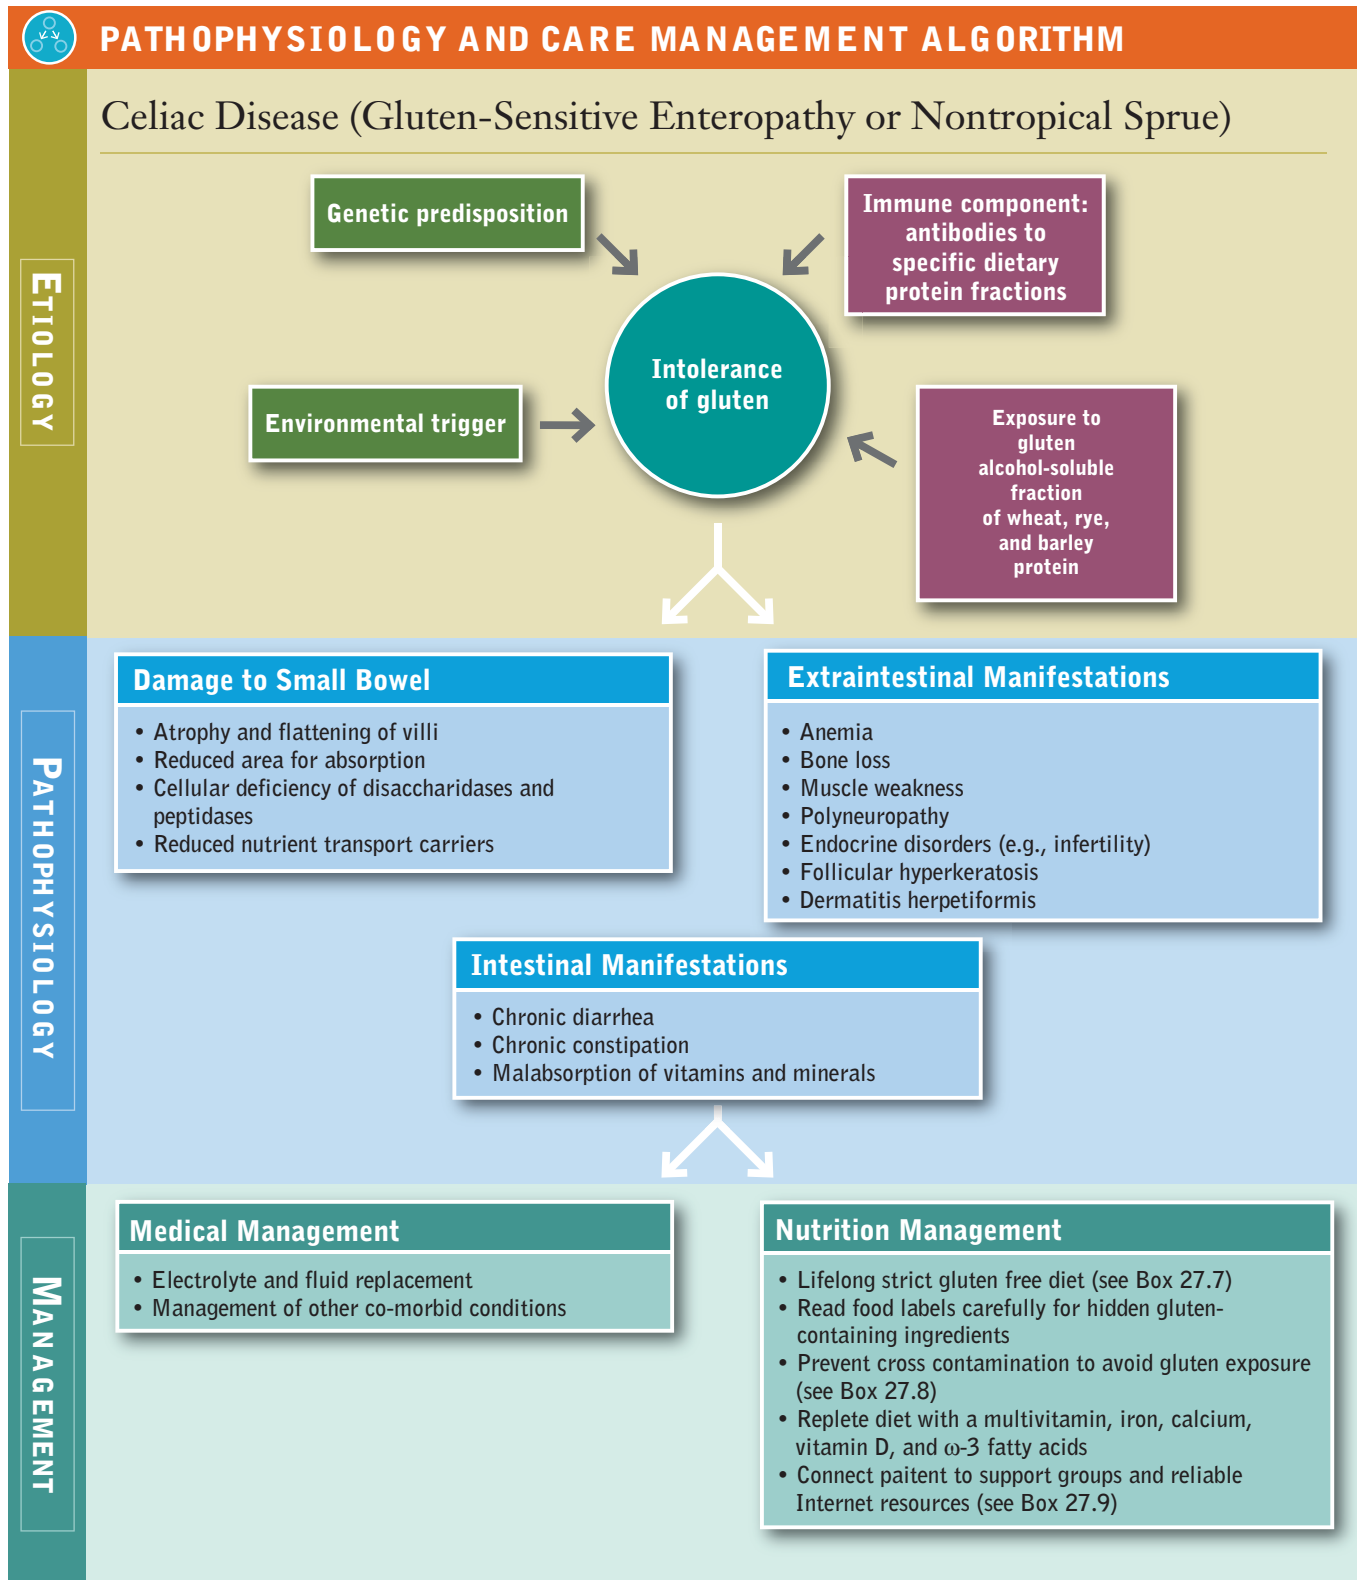 PATHOPHYSIOLOGY AND CARE MANAGEMENT ALGORITHM
Celiac Disease (Gluten-Sensitive Enteropathy or Nontropical Sprue)
ETIOLOGY
Genetic predisposition
Immune component:
antibodies to
specific dietary
protein fractions
Intolerance
of gluten
Environmental trigger
Exposure to
gluten
alcohol-soluble
fraction
of wheat, rye,
and barley
protein
PATHOPHYSIOLOGY
Damage to Small Bowel
• Atrophy and flattening of villi
• Reduced area for absorption
• Cellular deficiency of disaccharidases and
peptidases
• Reduced nutrient transport carriers
Extraintestinal Manifestations
• Anemia
• Bone loss
• Muscle weakness
• Polyneuropathy
• Endocrine disorders (e.g., infertility)
• Follicular hyperkeratosis
• Dermatitis herpetiformis
Intestinal Manifestations
• Chronic diarrhea
• Chronic constipation
• Malabsorption of vitamins and minerals
MANAGEMENT
Medical Management
• Electrolyte and fluid replacement
• Management of other co-morbid conditions
Nutrition Management
• Lifelong strict gluten free diet (see Box 27.7)
• Read food labels carefully for hidden gluten-
containing ingredients
• Prevent cross contamination to avoid gluten exposure
(see Box 27.8)
• Replete diet with a multivitamin, iron, calcium,
vitamin D, and ω-3 fatty acids
• Connect paitent to support groups and reliable
Internet resources (see Box 27.9)